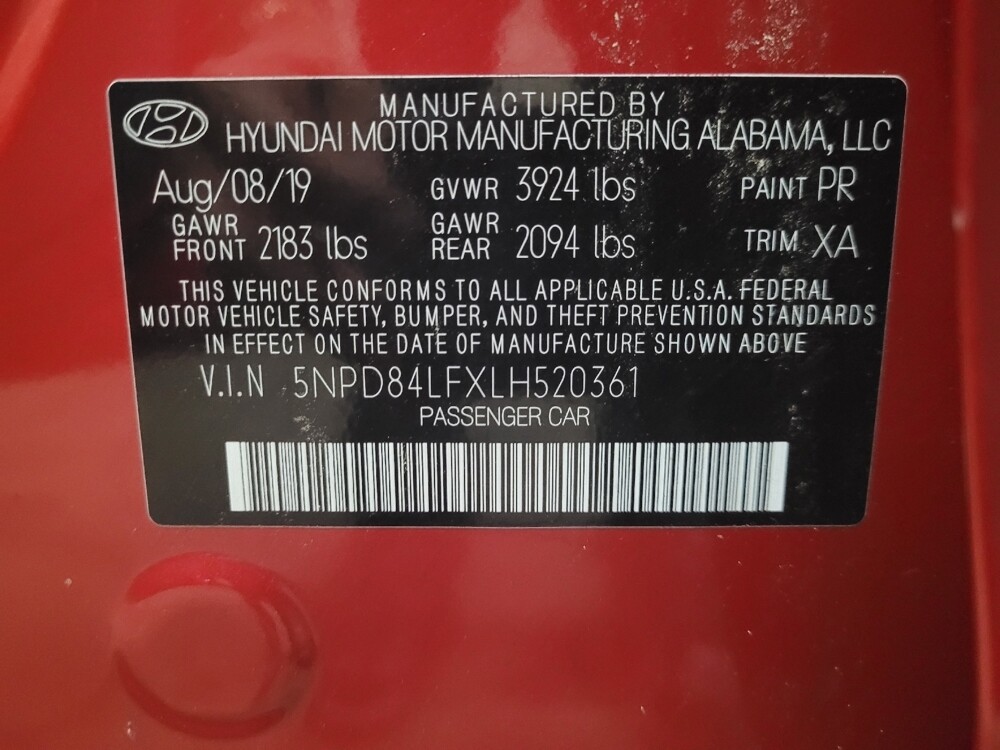 MANUFACTURED BY
HYUNDAI MOTOR MANUFACTURING ALABAMA, LLC
Aug/08/19 GVWR 3924 lbs PAINT PR
GAWR FRONT 2183 lbs GAWR REAR 2094 lbs TRIM XA
THIS VEHICLE CONFORMS TO ALL APPLICABLE U.S.A. FEDERAL
MOTOR VEHICLE SAFETY, BUMPER, AND THEFT PREVENTION STANDARDS
IN EFFECT ON THE DATE OF MANUFACTURE SHOWN ABOVE
V.I.N 5NPD84LFXLH520361
PASSENGER CAR